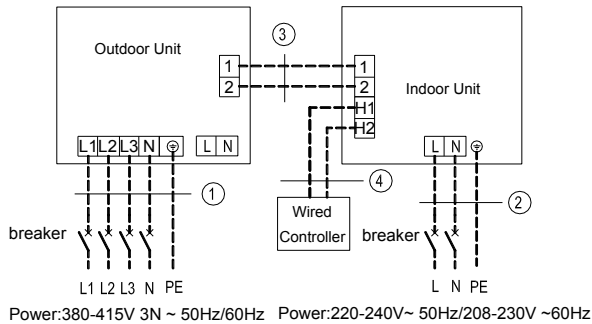 Outdoor Unit
1
2
L1 L2 L3 N
L N
3
1
2
H1
H2
Indoor Unit
L N
1
4
2
breaker
Wired
Controller
breaker
L1 L2 L3 N PE
L N PE
Power:380-415V 3N ~ 50Hz/60Hz
Power:220-240V~ 50Hz/208-230V ~60Hz